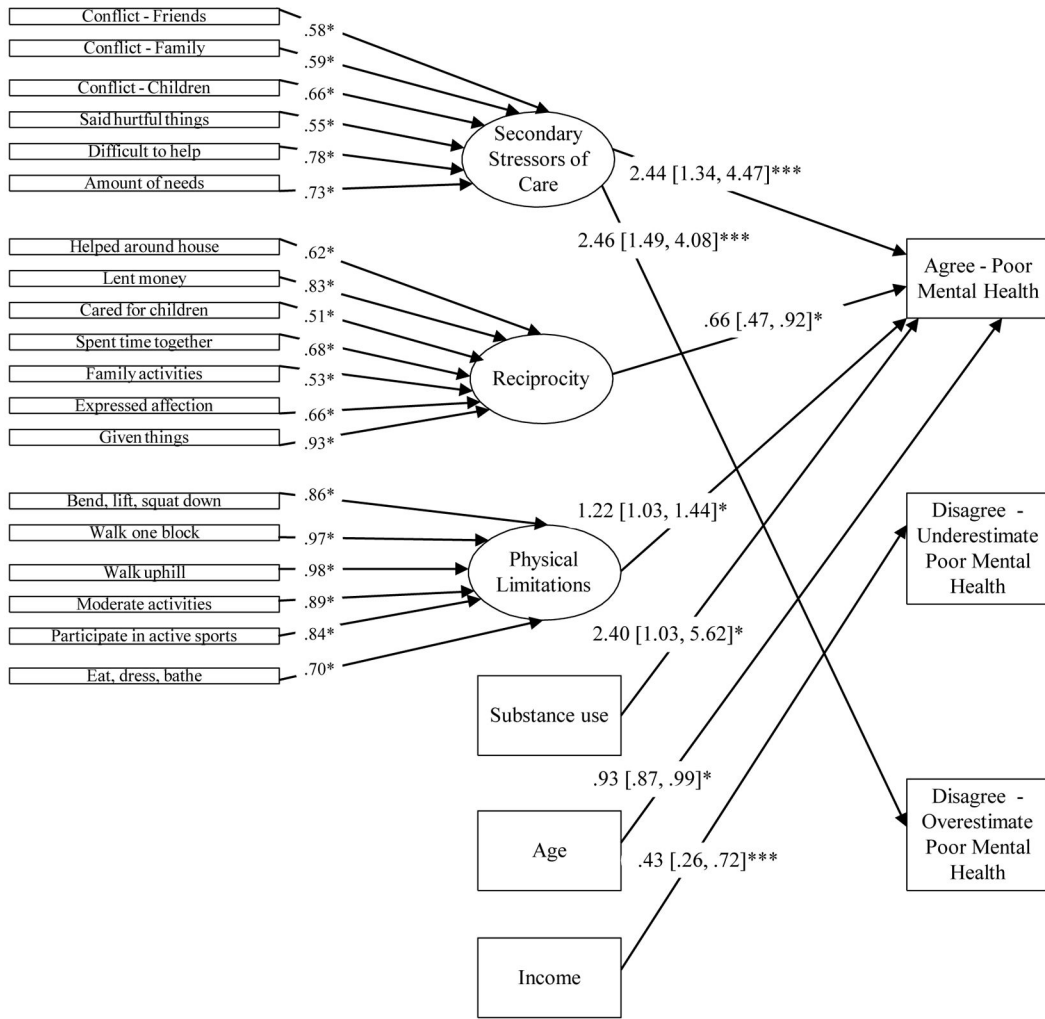 Conflict - Friends
.58*
Conflict - Family
.59*
Conflict - Children
.66*
Said hurtful things
.55*
Difficult to help
.78*
Amount of needs
.73*
Secondary
Stressors of
Care
2.44 [1.34, 4.47]***
2.46 [1.49, 4.08]***
Helped around house
.62*
Lent money
.83*
Cared for children
.51*
Spent time together
.68*
Family activities
.53*
Expressed affection
.66*
Given things
.93*
Reciprocity
.66 [.47, .92]*
Agree - Poor
Mental Health
Bend, lift, squat down
.86*
Walk one block
.97*
Walk uphill
.98*
Moderate activities
.89*
Participate in active sports
.84*
Eat, dress, bathe
.70*
Physical
Limitations
1.22 [1.03, 1.44]*
Disagree -
Underestimate
Poor Mental
Health
Substance use
2.40 [1.03, 5.62]*
Age
.93 [.87, .99]*
Income
.43 [.26, .72]***
Disagree -
Overestimate
Poor Mental
Health